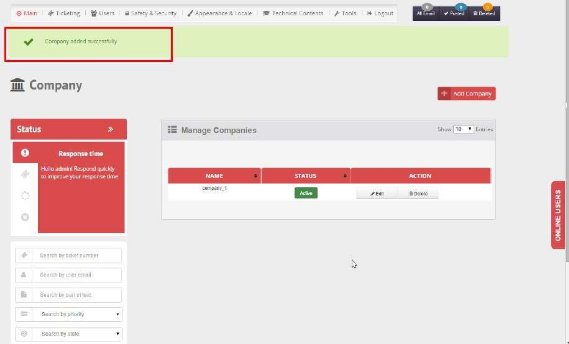 Main
Ticketing
Users
Safety & Security
Appearance & Locale
Technical Contents
Tools
Logout
Email
Posted
Deleted
Company added successfully
Company
Add Company
Status
Response time
Hello admin! Respond quickly
to improve your response time
Manage Companies
Show 10 Entries
NAME STATUS ACTION
company_1 Active Edit Delete
ONLINE USERS
Search by ticket number
Search by user email
Search by part of text
Search by priority
Search by state